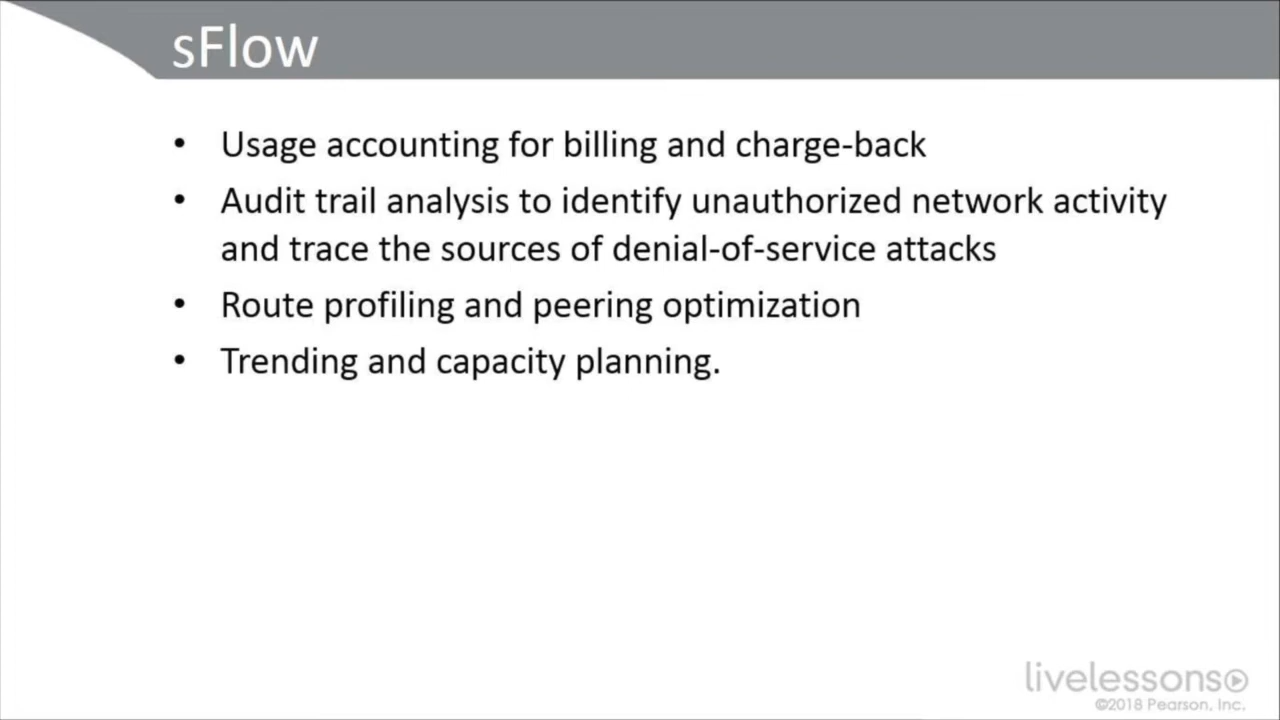 sFlow
• Usage accounting for billing and charge-back
• Audit trail analysis to identify unauthorized network activity
and trace the sources of denial-of-service attacks
• Route profiling and peering optimization
• Trending and capacity planning.
livelessons
©2018 Pearson, Inc.